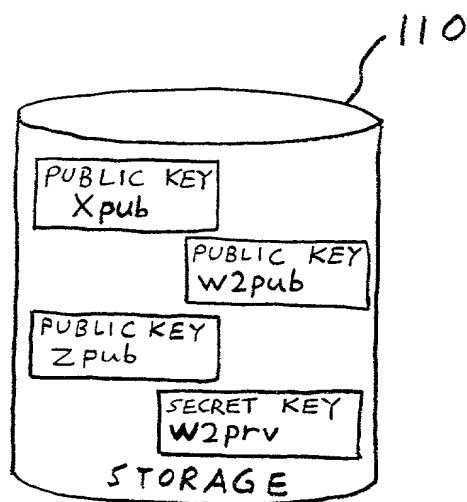 110
PUBLIC KEY
Xpub
PUBLIC KEY
W2pub
PUBLIC KEY
Zpub
SECRET KEY
W2prv
STORAGE